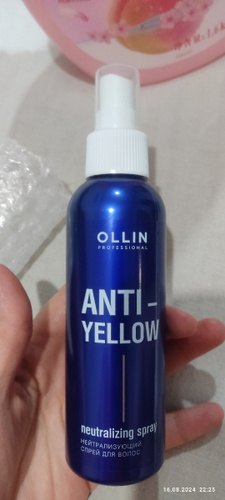 OLLIN
PROFESSIONAL
ANTI –
YELLOW
neutralizing spray
НЕЙТРАЛИЗУЮЩИЙ
СПРЕЙ ДЛЯ ВОЛОС
16.08.2024 22:25